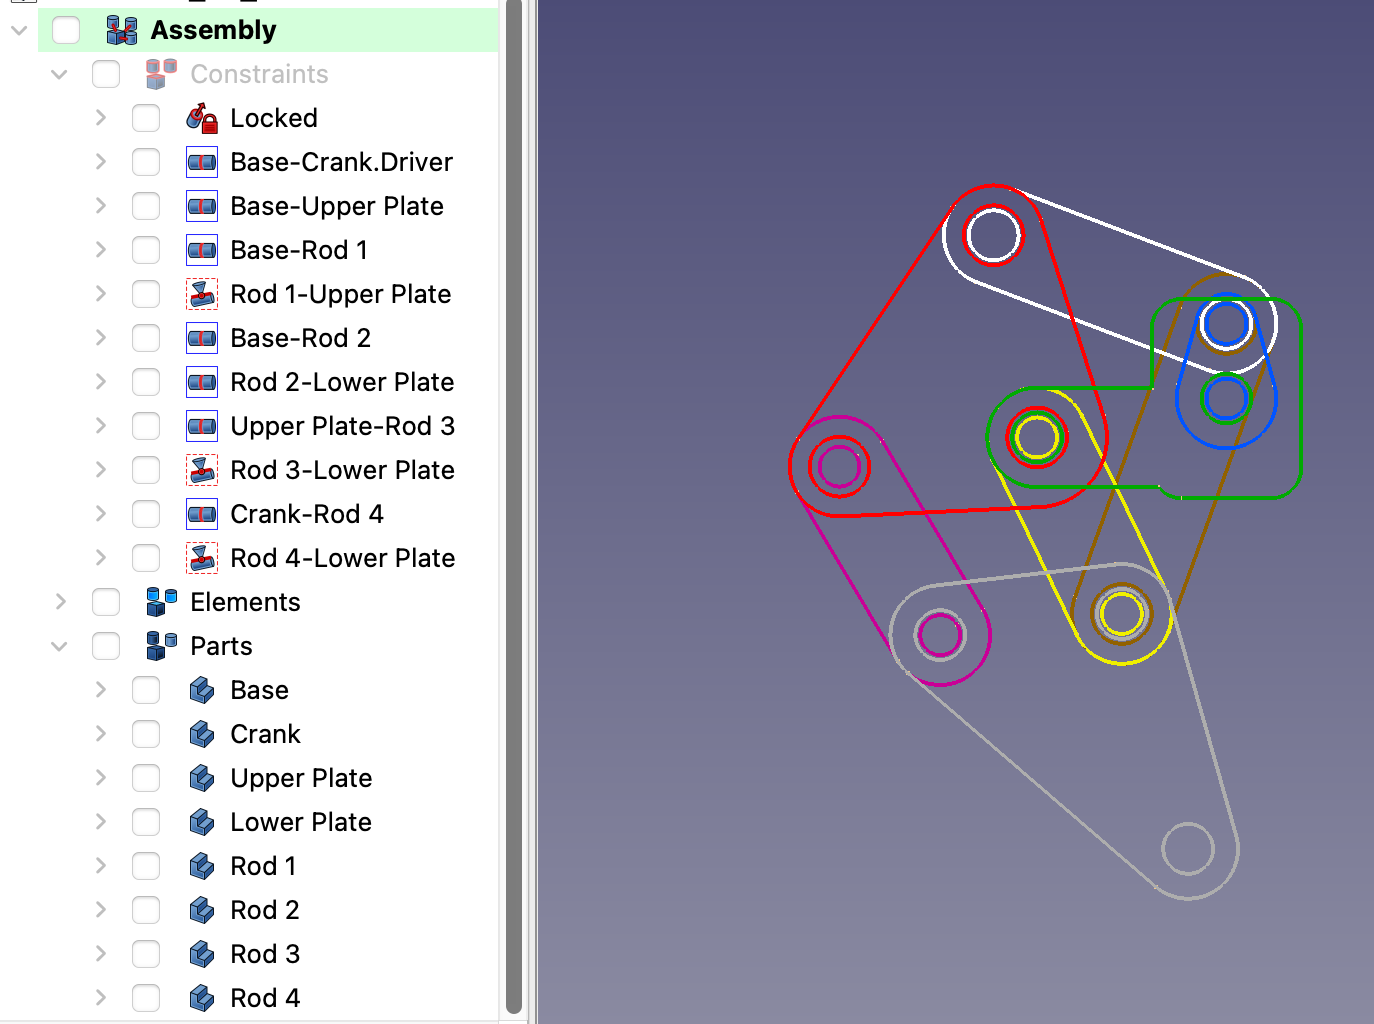 Assembly
Constraints
Locked
Base-Crank.Driver
Base-Upper Plate
Base-Rod 1
Rod 1-Upper Plate
Base-Rod 2
Rod 2-Lower Plate
Upper Plate-Rod 3
Rod 3-Lower Plate
Crank-Rod 4
Rod 4-Lower Plate
Elements
Parts
Base
Crank
Upper Plate
Lower Plate
Rod 1
Rod 2
Rod 3
Rod 4